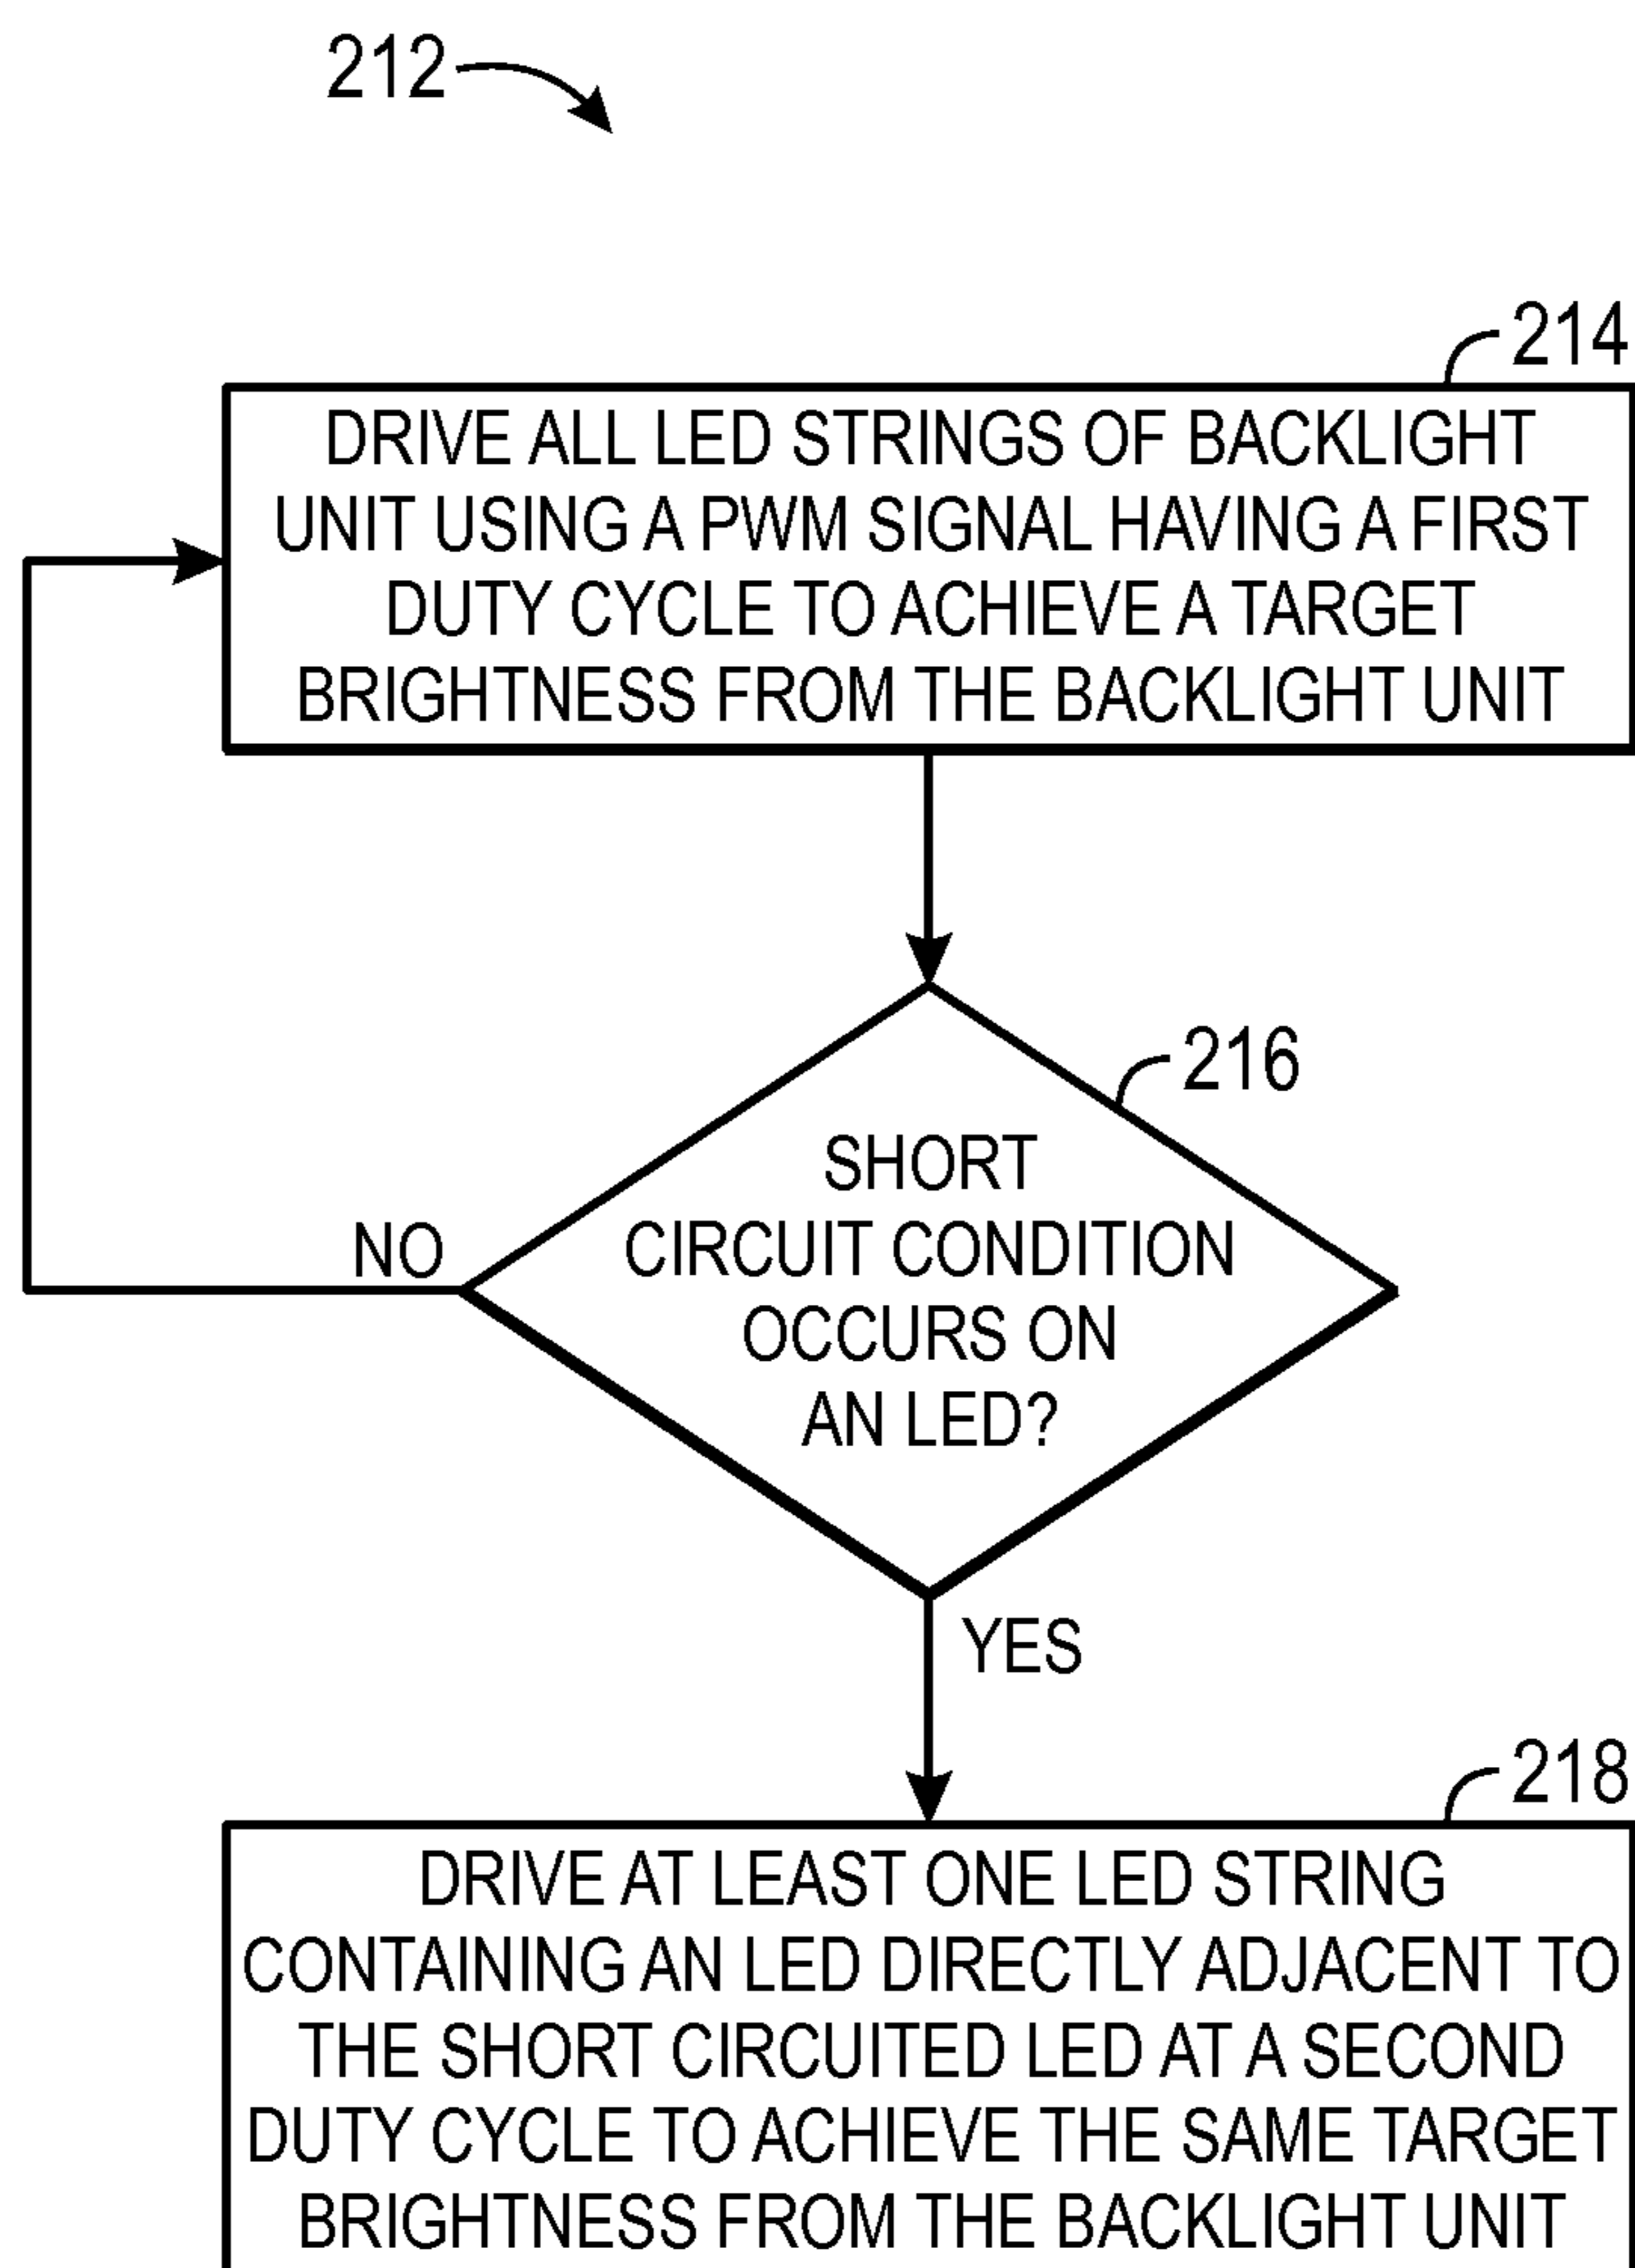 212
214
DRIVE ALL LED STRINGS OF BACKLIGHT
UNIT USING A PWM SIGNAL HAVING A FIRST
DUTY CYCLE TO ACHIEVE A TARGET
BRIGHTNESS FROM THE BACKLIGHT UNIT
216
SHORT
CIRCUIT CONDITION
OCCURS ON
AN LED?
NO
YES
218
DRIVE AT LEAST ONE LED STRING
CONTAINING AN LED DIRECTLY ADJACENT TO
THE SHORT CIRCUITED LED AT A SECOND
DUTY CYCLE TO ACHIEVE THE SAME TARGET
BRIGHTNESS FROM THE BACKLIGHT UNIT